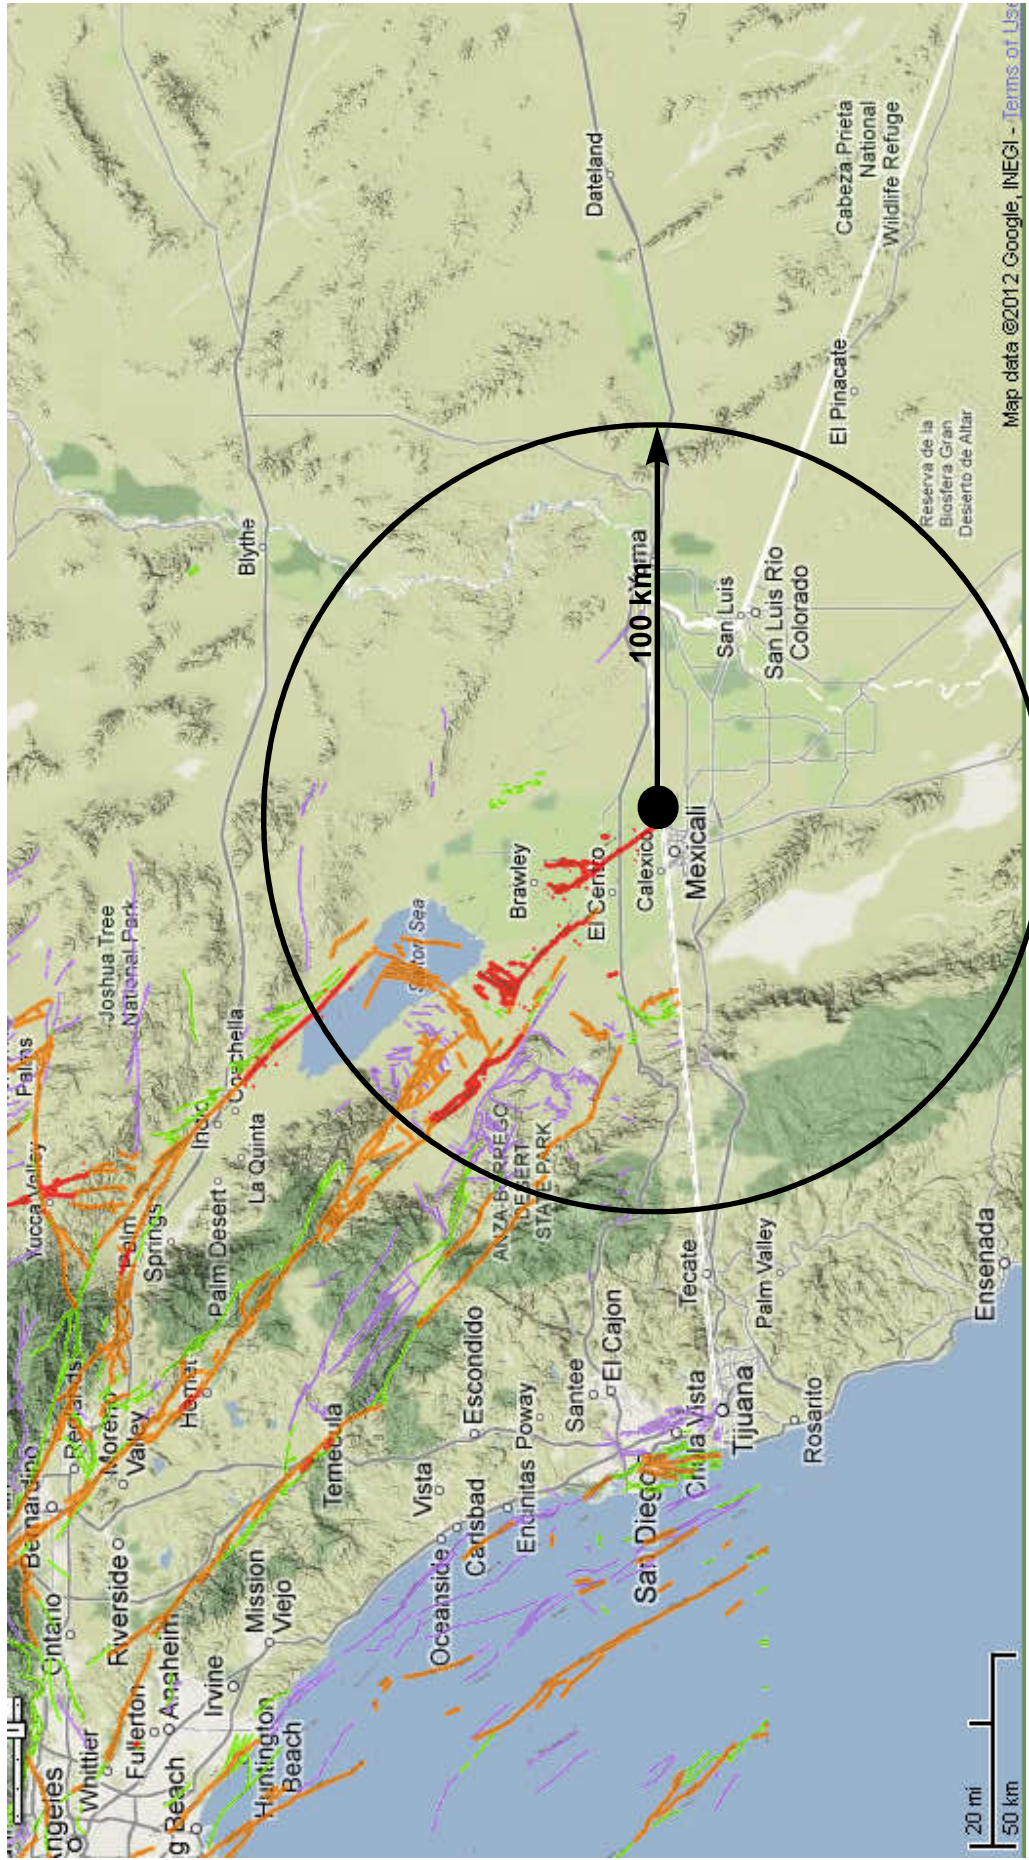 Angeles
Whittier
Fullerton
Anaheim
g Beach
Huntington
Beach
Irvine
Mission
Viejo
Ontario
Riverside
Bernardino
Redlands
Moreno
Valley
Hemet
Temecula
Yucca Valley
Palms
Palm
Springs
Palm Desert
La Quinta
Indio
Coachella
Joshua Tree
National Park
Blythe
Salton Sea
Oceanside
Vista
Carlsbad
Escondido
Encinitas
Poway
Santee
El Cajon
San Diego
Chula Vista
Tijuana
Rosarito
Tecate
Palm Valley
Ensenada
ANZA BORREGO
DESERT
STATE PARK
Brawley
El Centro
Calexico
Mexicali
100 km
Yuma
San Luis
San Luis Rio
Colorado
Dateland
Cabeza Prieta
National
Wildlife Refuge
El Pinacate
Reserva de la
Biosfera Gran
Desierto de Altar
20 mi
50 km
Map data ©2012 Google, INEGI - Terms of Use